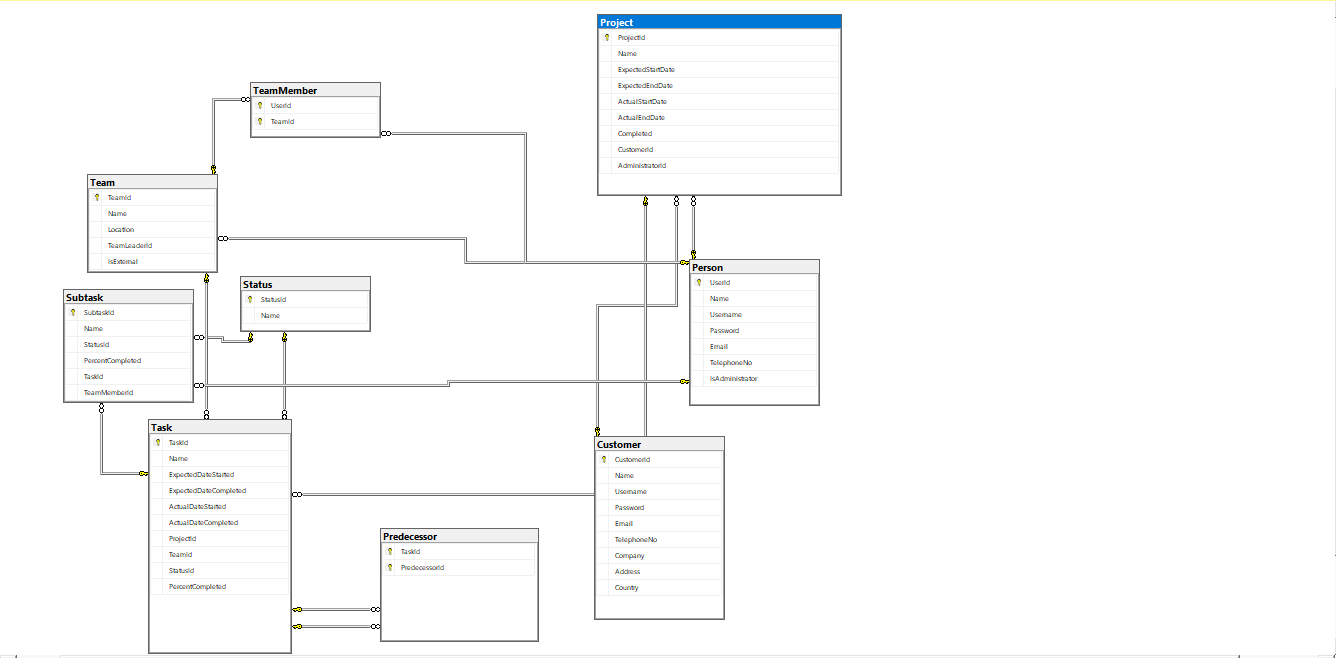 Project
ProjectId
Name
ExpectedStartDate
ExpectedEndDate
ActualStartDate
ActualEndDate
Completed
CustomerId
AdministratorId
TeamMember
UserId
TeamId
Team
TeamId
Name
Location
TeamLeaderId
IsExternal
Status
StatusId
Name
Person
UserId
Name
Username
Password
Email
TelephoneNo
IsAdministrator
Subtask
SubtaskId
Name
StatusId
PercentCompleted
TaskId
TeamMemberId
Task
TaskId
Name
ExpectedDateStarted
ExpectedDateCompleted
ActualDateStarted
ActualDateCompleted
ProjectId
TeamId
StatusId
PercentCompleted
Customer
CustomerId
Name
Username
Password
Email
TelephoneNo
Company
Address
Country
Predecessor
TaskId
PredecessorId